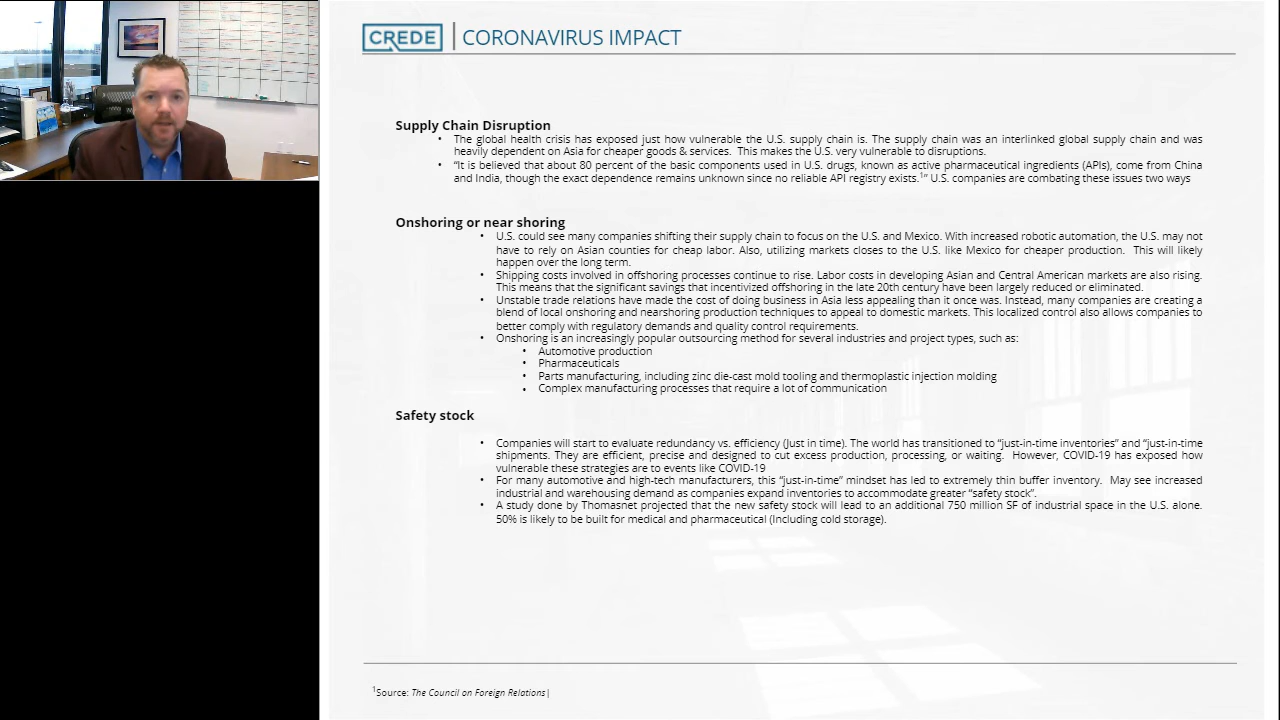 CREDE | CORONAVIRUS IMPACT
Supply Chain Disruption
• The global health crisis has exposed just how vulnerable the U.S. supply chain is. The supply chain was an interlinked global supply chain and was
heavily dependent on Asia for cheaper goods & services. This makes the U.S. very vulnerable to disruptions.
• “It is believed that about 80 percent of the basic components used in U.S. drugs, known as active pharmaceutical ingredients (APIs), come from China
and India, though the exact dependence remains unknown since no reliable API registry exists.¹” U.S. companies are combating these issues two ways
Onshoring or near shoring
• U.S. could see many companies shifting their supply chain to focus on the U.S. and Mexico. With increased robotic automation, the U.S. may not
have to rely on Asian counties for cheap labor. Also, utilizing markets closes to the U.S. like Mexico for cheaper production. This will likely
happen over the long term.
• Shipping costs involved in offshoring processes continue to rise. Labor costs in developing Asian and Central American markets are also rising.
This means that the significant savings that incentivized offshoring in the late 20th century have been largely reduced or eliminated.
• Unstable trade relations have made the cost of doing business in Asia less appealing than it once was. Instead, many companies are creating a
blend of local onshoring and nearshoring production techniques to appeal to domestic markets. This localized control also allows companies to
better comply with regulatory demands and quality control requirements.
• Onshoring is an increasingly popular outsourcing method for several industries and project types, such as:
• Automotive production
• Pharmaceuticals
• Parts manufacturing, including zinc die-cast mold tooling and thermoplastic injection molding
• Complex manufacturing processes that require a lot of communication
Safety stock
• Companies will start to evaluate redundancy vs. efficiency (Just in time). The world has transitioned to “just-in-time inventories” and “just-in-time
shipments. They are efficient, precise and designed to cut excess production, processing, or waiting. However, COVID-19 has exposed how
vulnerable these strategies are to events like COVID-19
• For many automotive and high-tech manufacturers, this “just-in-time” mindset has led to extremely thin buffer inventory. May see increased
industrial and warehousing demand as companies expand inventories to accommodate greater “safety stock”.
• A study done by Thomasnet projected that the new safety stock will lead to an additional 750 million SF of industrial space in the U.S. alone.
50% is likely to be built for medical and pharmaceutical (Including cold storage).
¹Source: The Council on Foreign Relations|